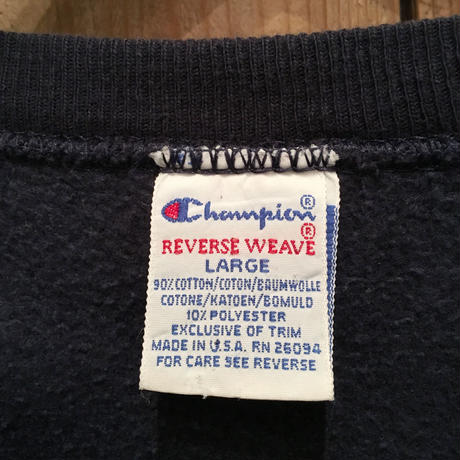 Champion®
REVERSE WEAVE®
LARGE
90% COTTON/COTON/BAUMWOLLE
COTONE/KATOEN/BOMULD
10% POLYESTER
EXCLUSIVE OF TRIM
MADE IN U.S.A. RN 26094
FOR CARE SEE REVERSE